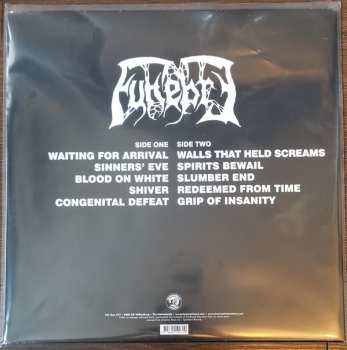 Funebre
SIDE ONE
WAITING FOR ARRIVAL
SINNERS' EVE
BLOOD ON WHITE
SHIVER
CONGENITAL DEFEAT
SIDE TWO
WALLS THAT HELD SCREAMS
SPIRITS BEWAIL
SLUMBER END
REDEEMED FROM TIME
GRIP OF INSANITY